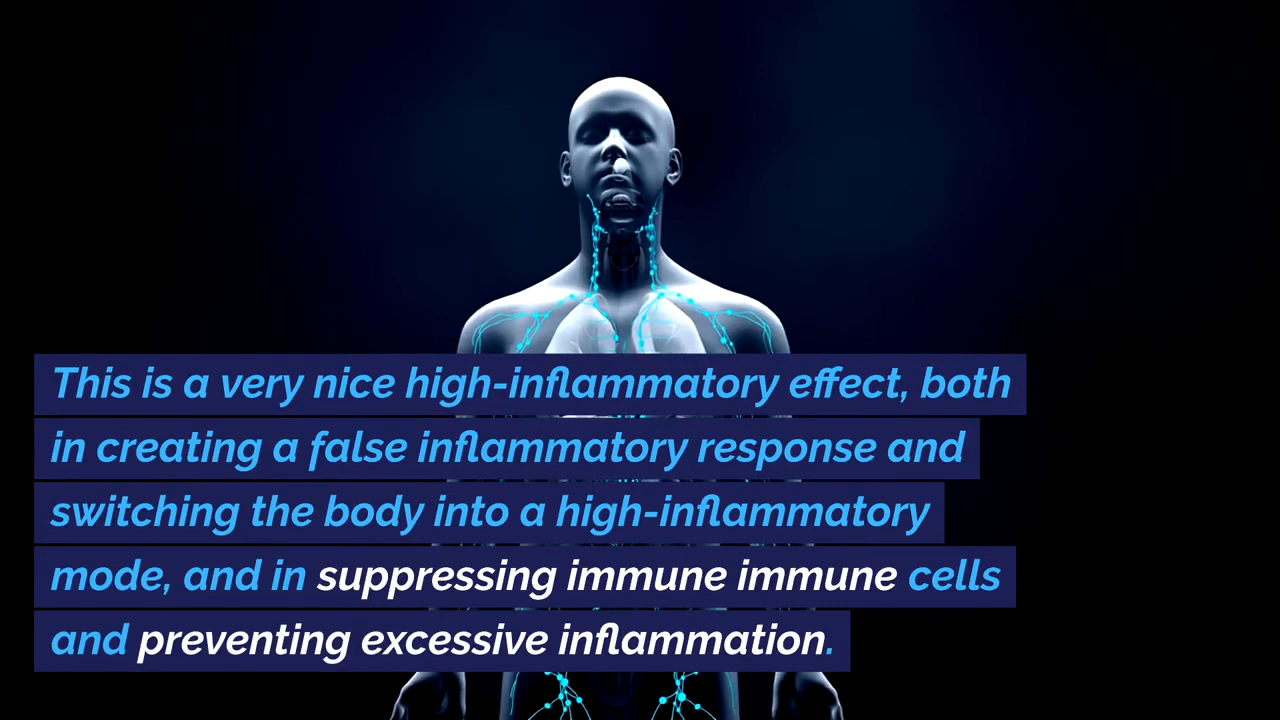 This is a very nice high-inflammatory effect, both
in creating a false inflammatory response and
switching the body into a high-inflammatory
mode, and in suppressing immune immune cells
and preventing excessive inflammation.